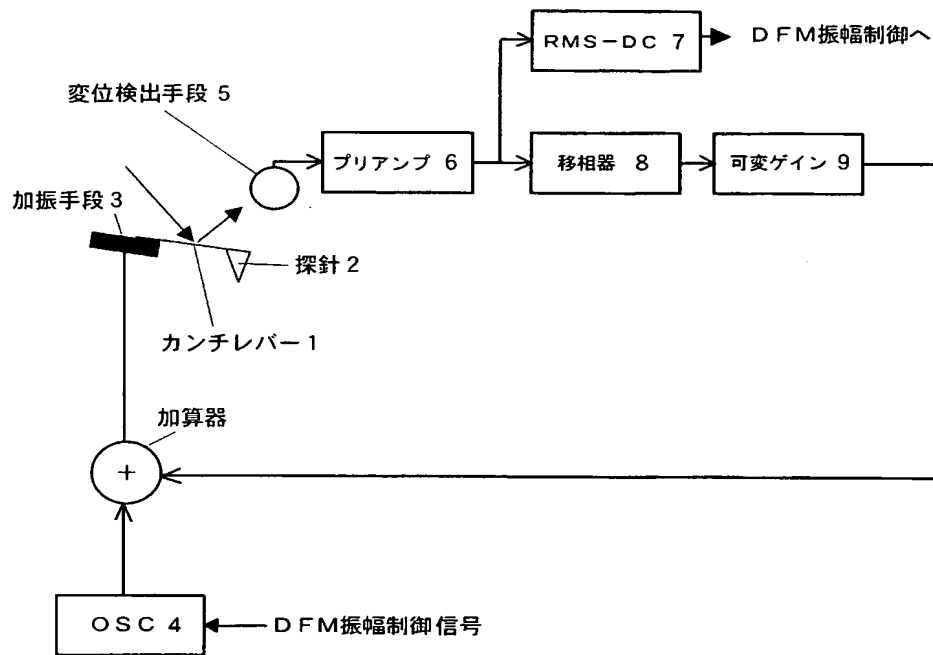 RMS-DC 7
DFM振幅制御へ
変位検出手段 5
プリアンプ 6
移相器 8
可変ゲイン 9
加振手段 3
探針 2
カンチレバー 1
加算器
+
OSC 4
DFM振幅制御信号